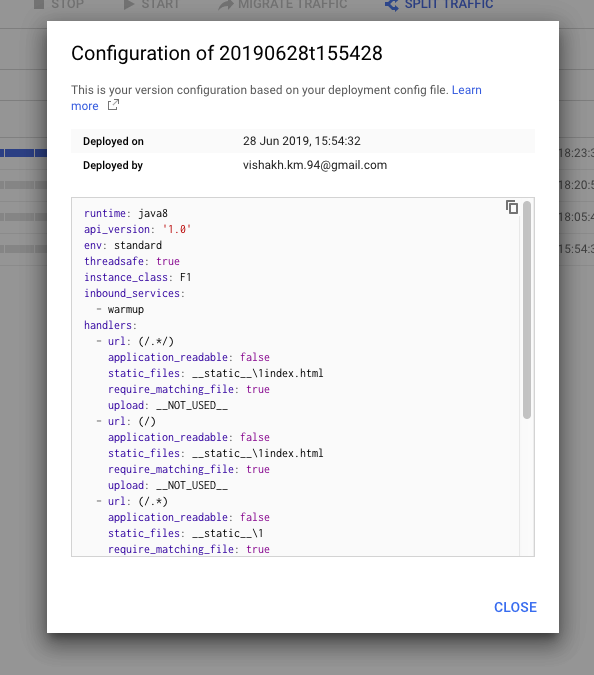 STOP START MIGRATE TRAFFIC SPLIT TRAFFIC
Configuration of 20190628t155428
This is your version configuration based on your deployment config file. Learn
more
Deployed on 28 Jun 2019, 15:54:32
Deployed by vishakh.km.94@gmail.com
18:23:3
18:20:5
18:05:4
15:54:3
runtime: java8
api_version: '1.0'
env: standard
threadsafe: true
instance_class: F1
inbound_services:
- warmup
handlers:
- url: (/.*/)
application_readable: false
static_files: __static__\1index.html
require_matching_file: true
upload: __NOT_USED__
- url: (/)
application_readable: false
static_files: __static__\1index.html
require_matching_file: true
upload: __NOT_USED__
- url: (/.*)
application_readable: false
static_files: __static__\1
require_matching_file: true
CLOSE